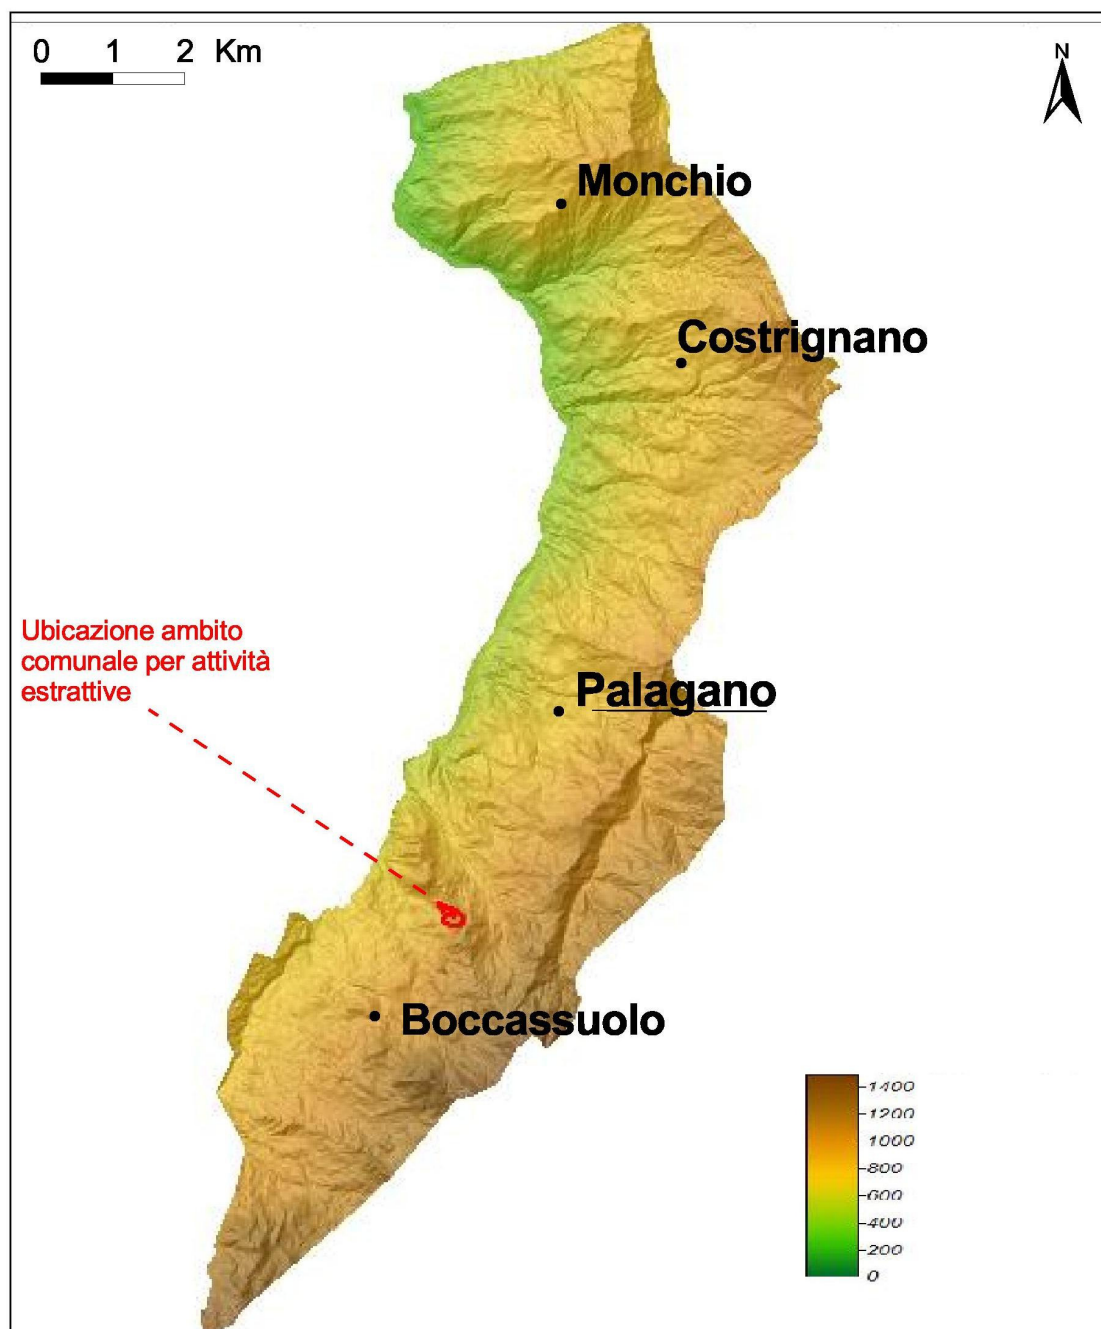 0 1 2 Km
N
Monchio
Costrignano
Ubicazione ambito
comunale per attività
estrattive
Palagano
Boccassuolo
1400
1200
1000
800
600
400
200
0